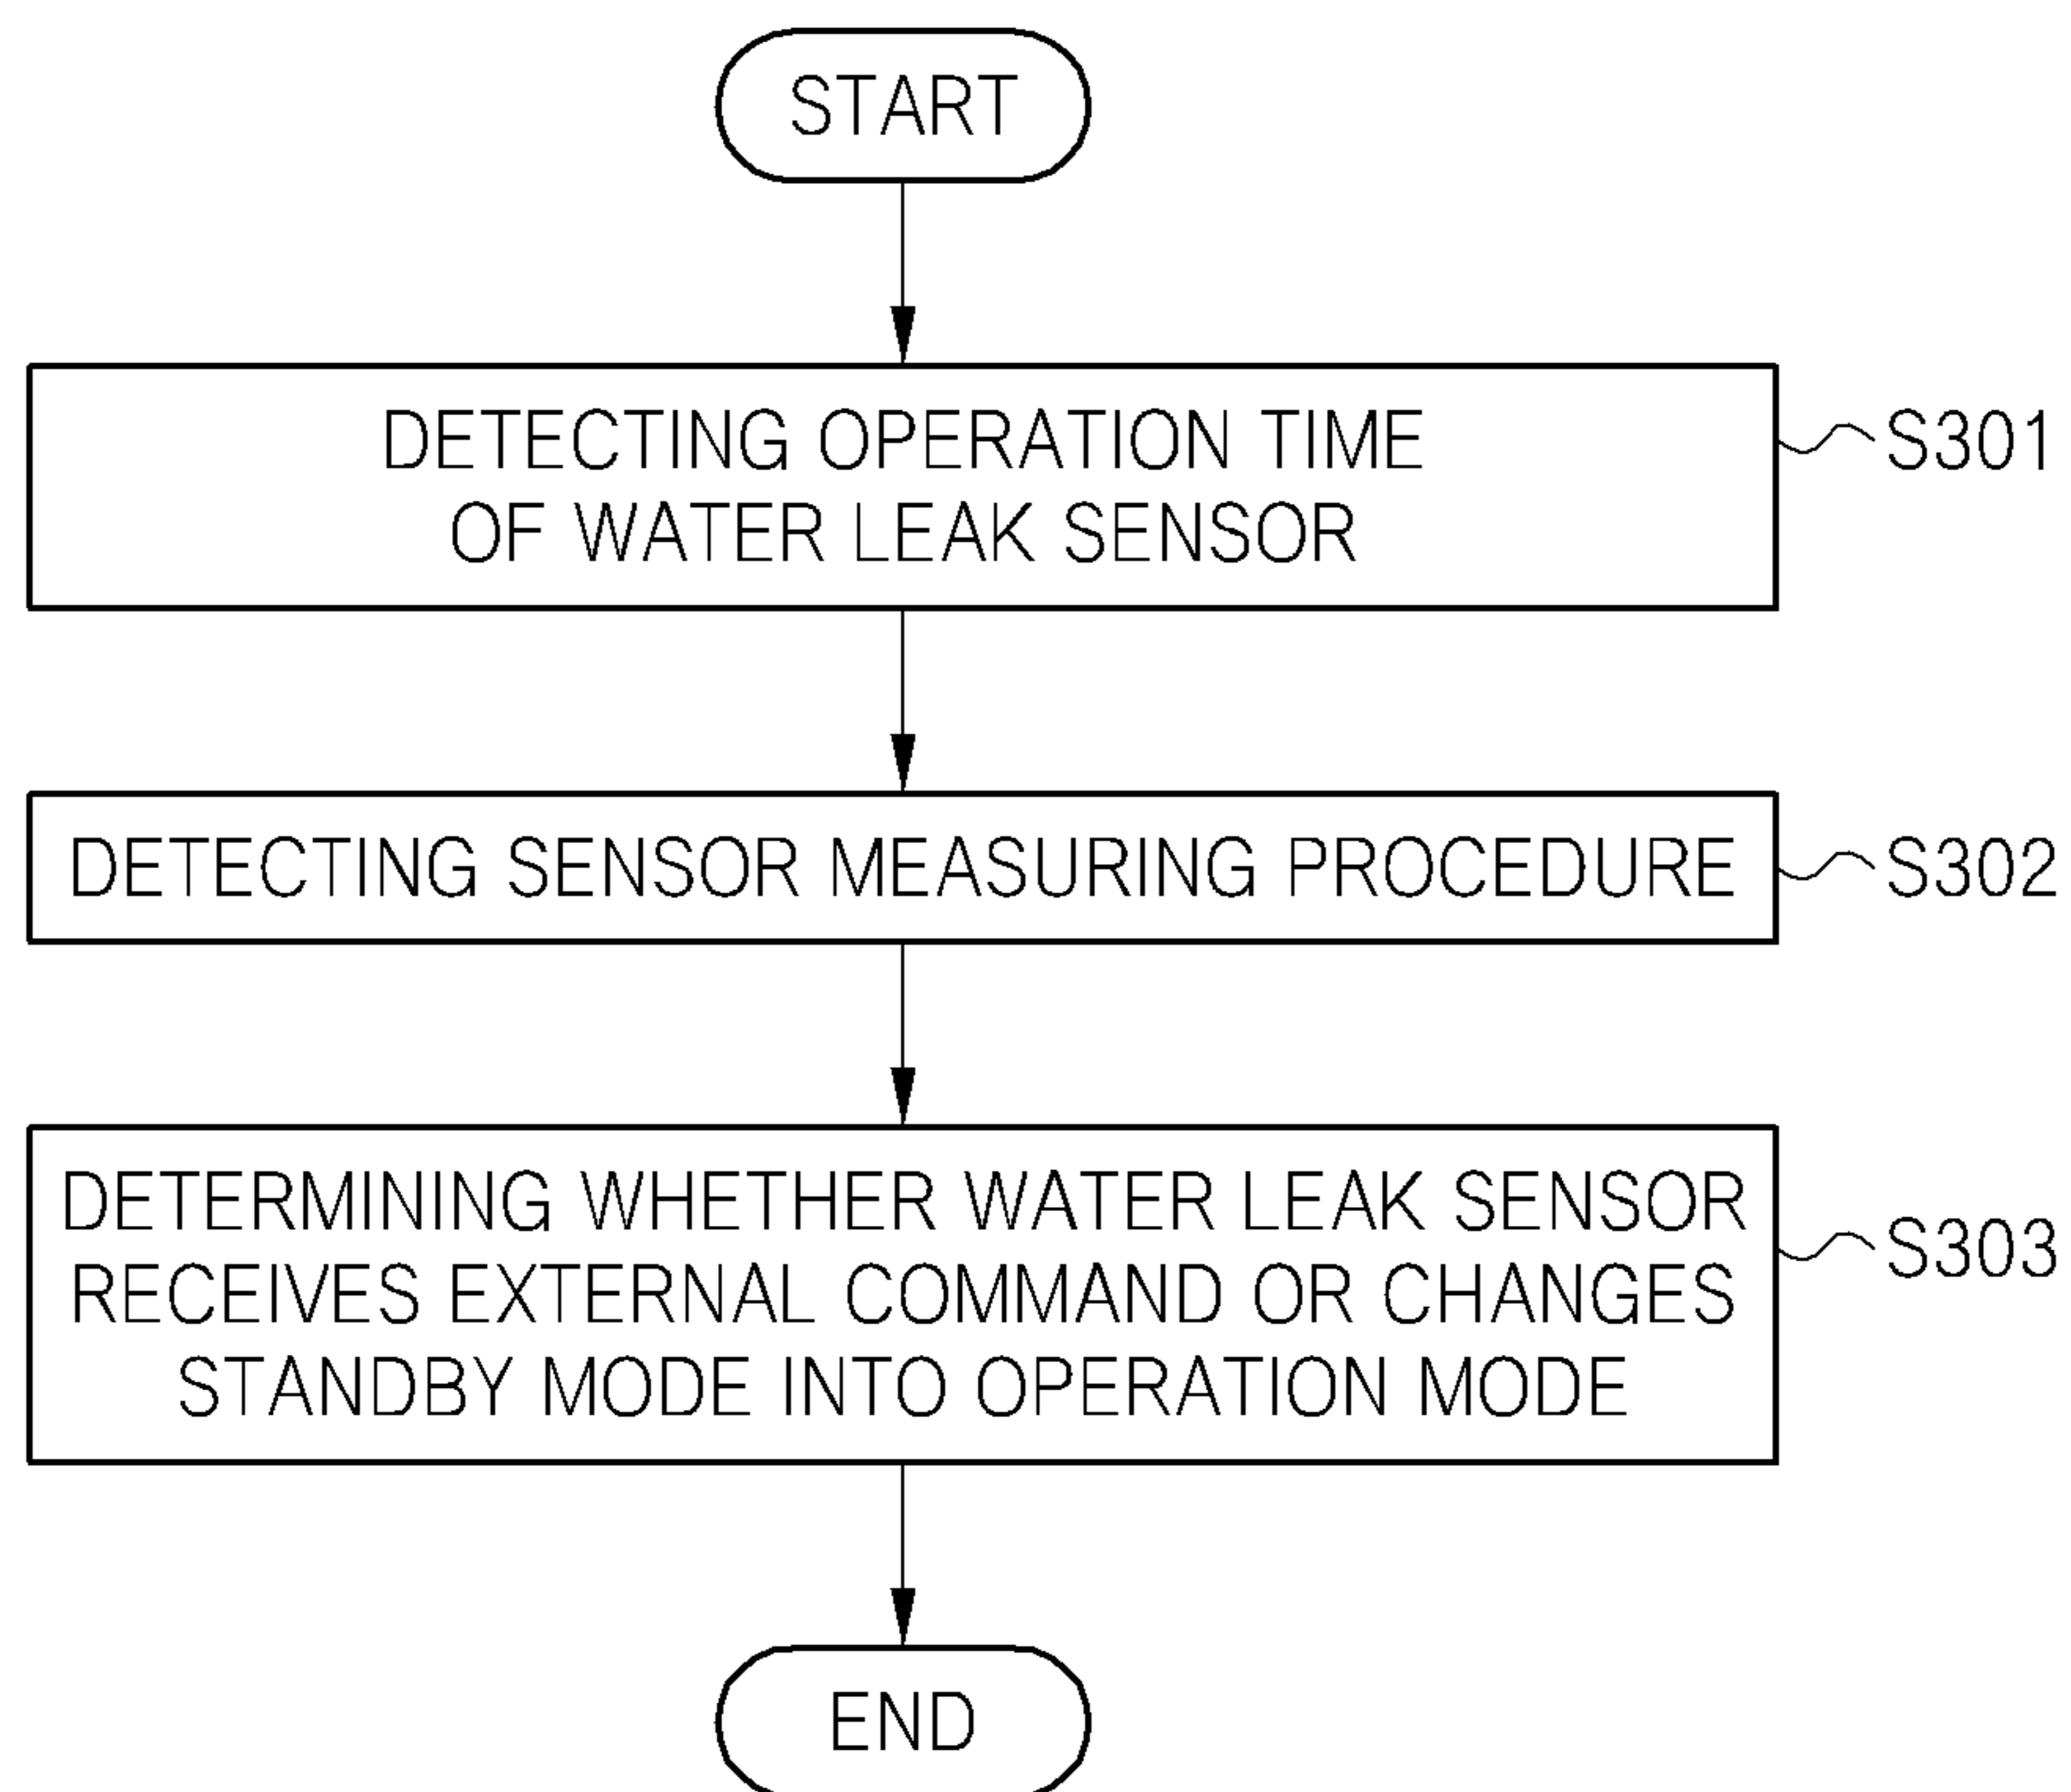 START
DETECTING OPERATION TIME
OF WATER LEAK SENSOR
S301
DETECTING SENSOR MEASURING PROCEDURE
S302
DETERMINING WHETHER WATER LEAK SENSOR
RECEIVES EXTERNAL COMMAND OR CHANGES
STANDBY MODE INTO OPERATION MODE
S303
END